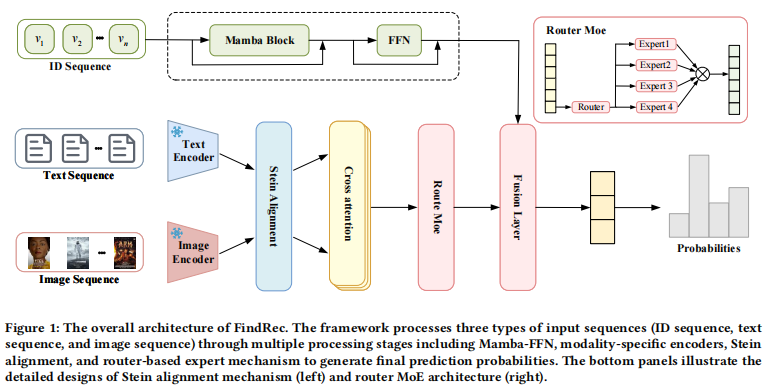 v1 v2 ••• vn
ID Sequence
Mamba Block
FFN
Router Moe
Expert1
Expert2
Expert 3
Expert 4
Router
Text Sequence
Text
Encoder
Image Sequence
Image
Encoder
Stein Alignment
Cross attention
Route Moe
Fusion Layer
Probabilities
Figure 1: The overall architecture of FindRec. The framework processes three types of input sequences (ID sequence, text
sequence, and image sequence) through multiple processing stages including Mamba-FFN, modality-specific encoders, Stein
alignment, and router-based expert mechanism to generate final prediction probabilities. The bottom panels illustrate the
detailed designs of Stein alignment mechanism (left) and router MoE architecture (right).